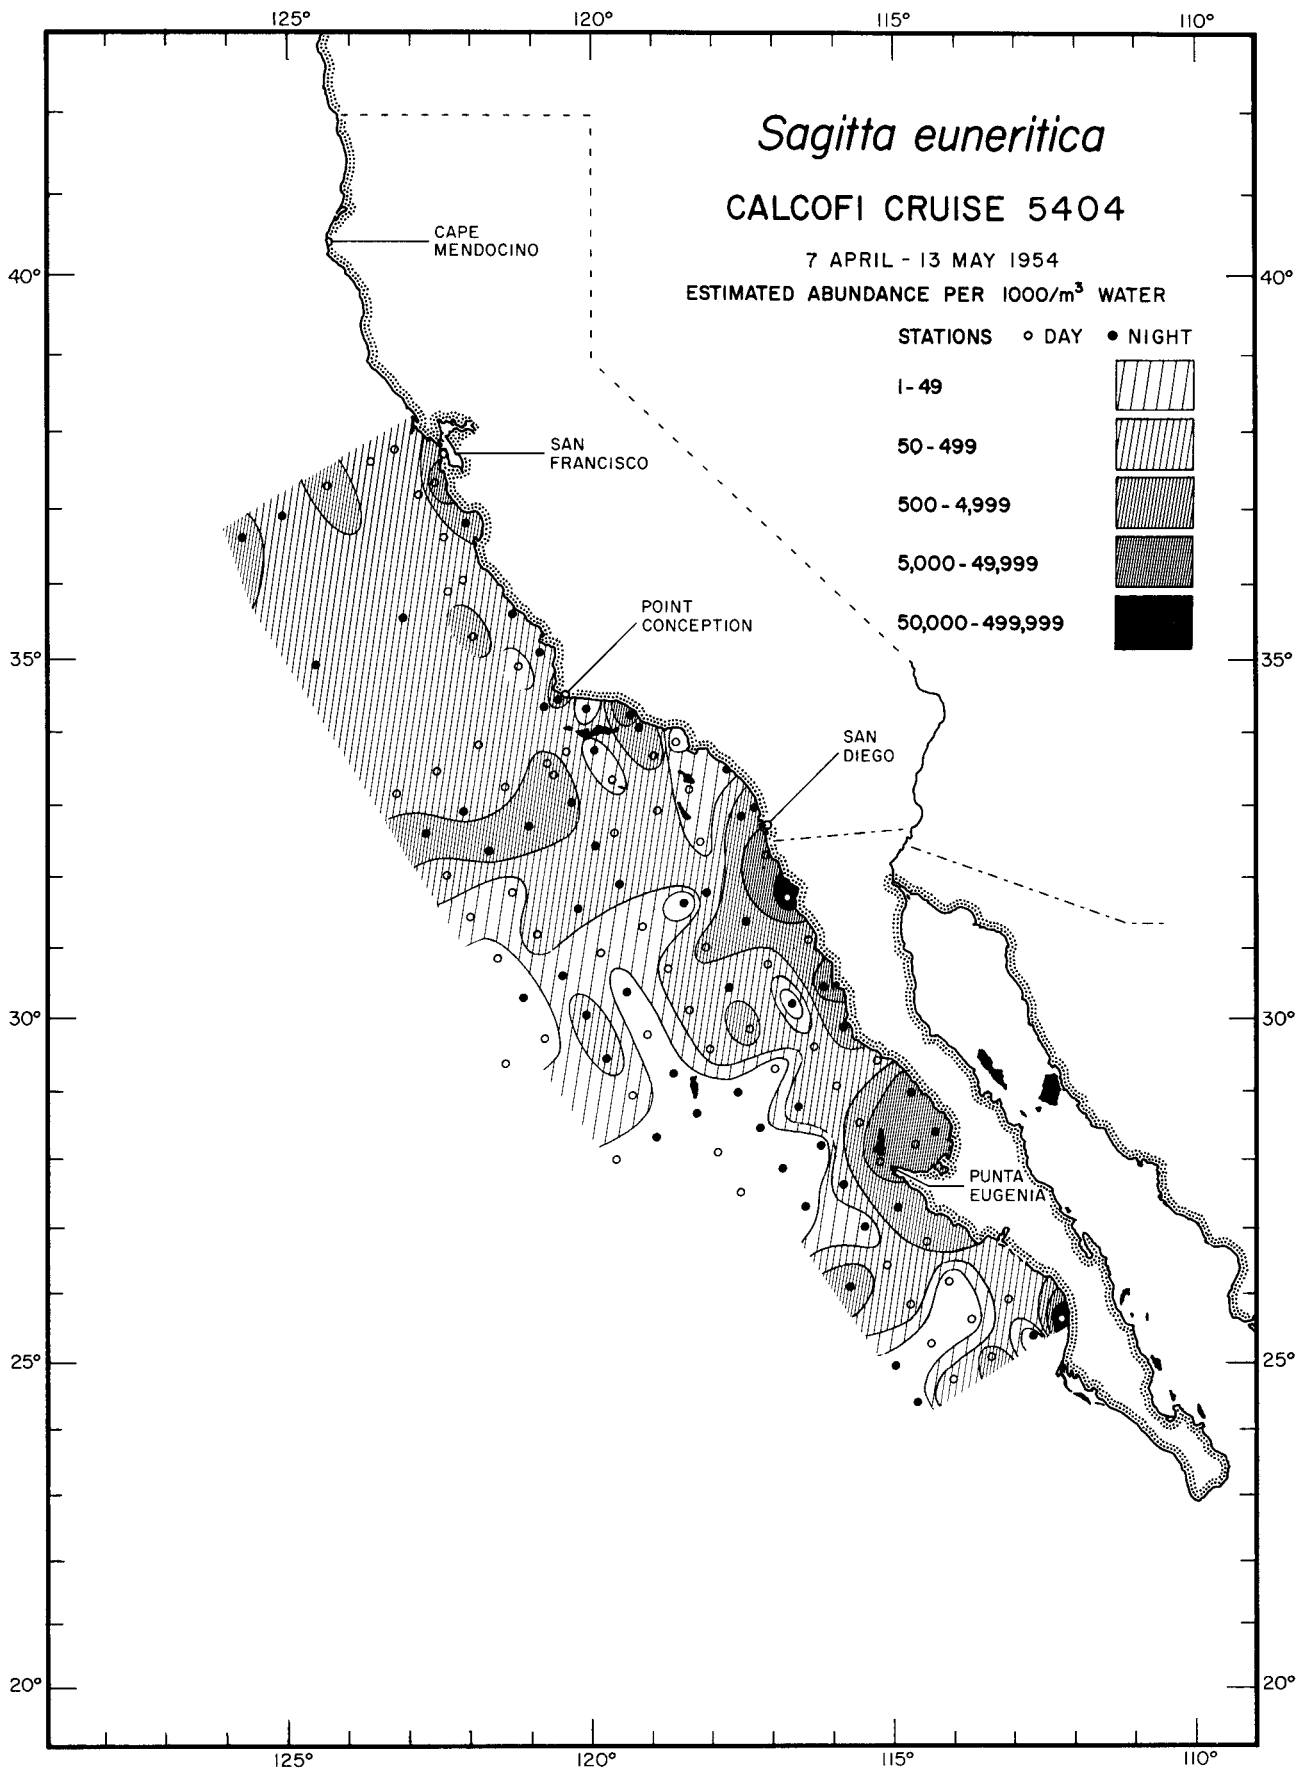 125° 120° 115° 110°
Sagitta euneritica
CALCOFI CRUISE 5404
7 APRIL - 13 MAY 1954
ESTIMATED ABUNDANCE PER 1000/m³ WATER
STATIONS ○ DAY ● NIGHT
1-49
50-499
500-4,999
5,000-49,999
50,000-499,999
CAPE
MENDOCINO
40° 40°
SAN
FRANCISCO
POINT
CONCEPTION
35° 35°
SAN
DIEGO
30° 30°
PUNTA
EUGENIA
25° 25°
20° 20°
125° 120° 115° 110°